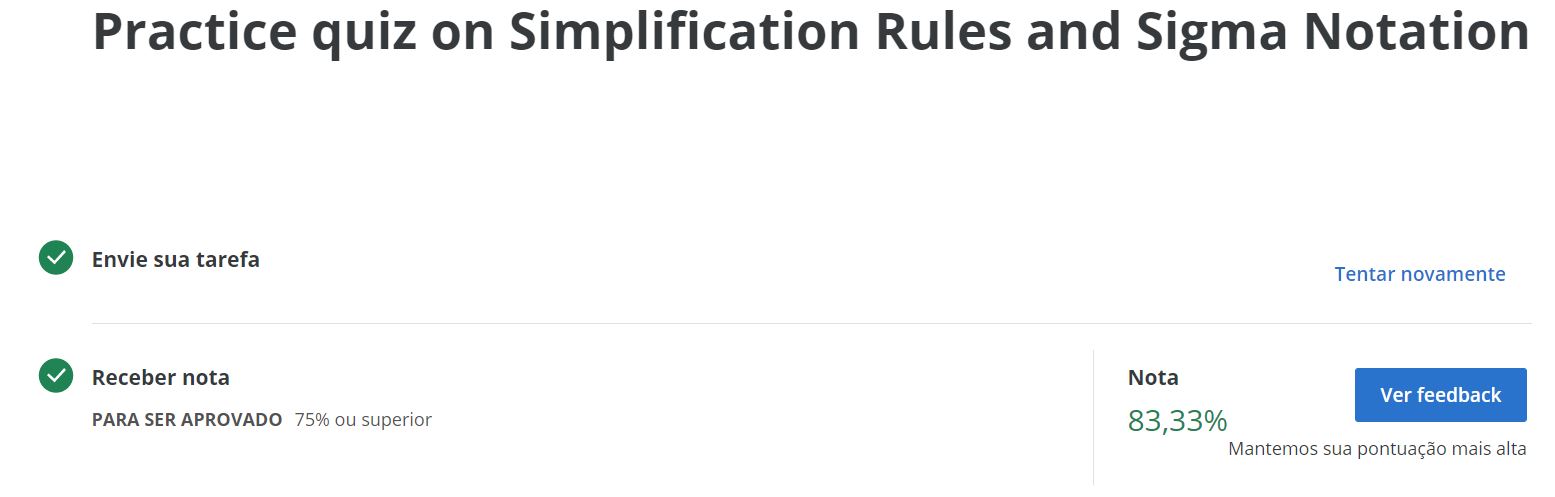 Practice quiz on Simplification Rules and Sigma Notation
Envie sua tarefa
Tentar novamente
Receber nota
PARA SER APROVADO 75% ou superior
Nota
83,33%
Ver feedback
Mantemos sua pontuação mais alta